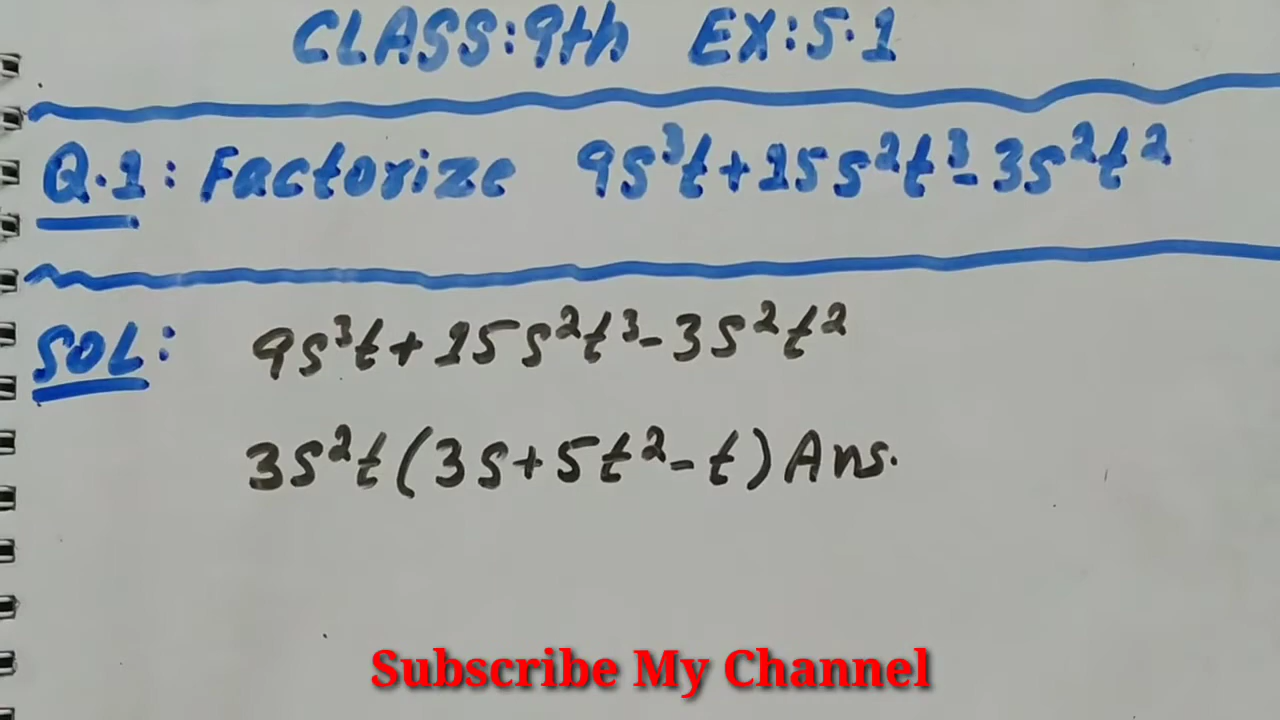 CLASS:9th EX:5.1
Q.1: Factorize 9s³t+15s²t³-3s²t²
SOL: 9s³t+15s²t³-3s²t²
3s²t(3s+5t²-t) Ans.
Subscribe My Channel